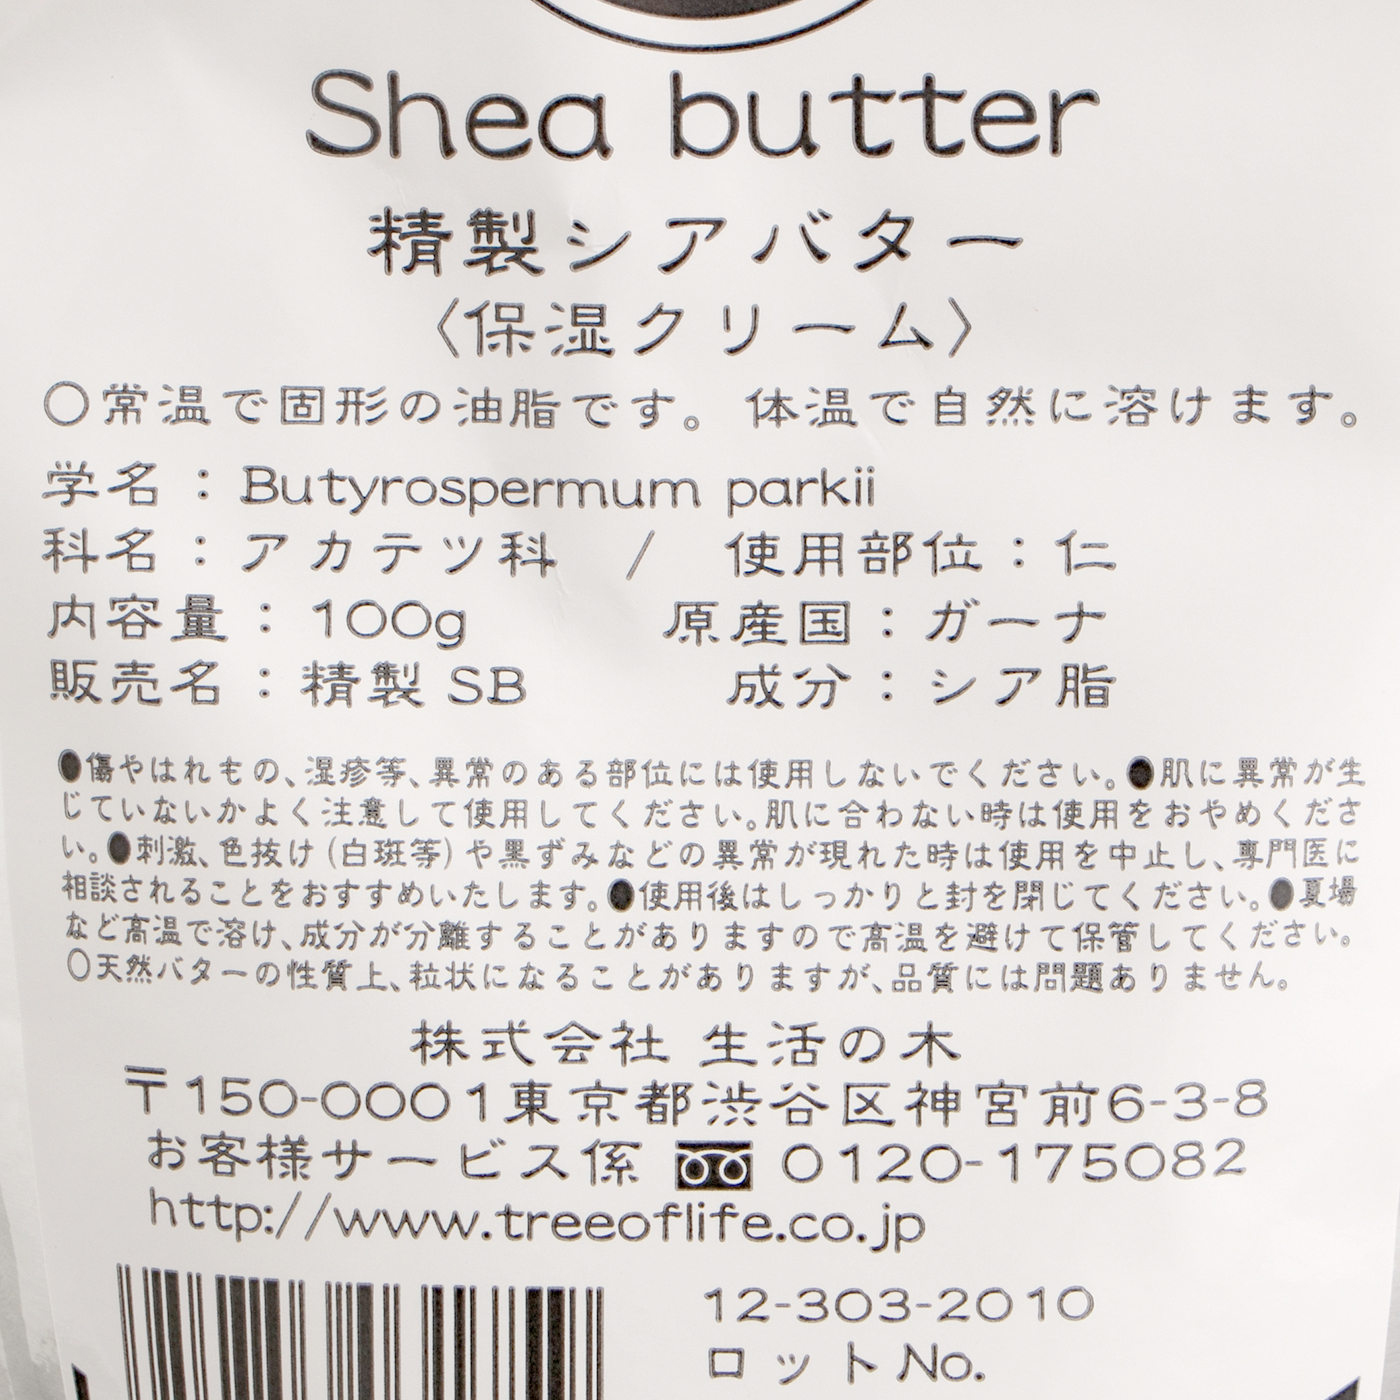 Shea butter
精製シアバター
〈保湿クリーム〉
○常温で固形の油脂です。 体温で自然に溶けます。
学名：Butyrospermum parkii
科名：アカテツ科 / 使用部位：仁
内容量：100g 原産国：ガーナ
販売名：精製 SB 成分：シア脂
●傷やはれもの、湿疹等、異常のある部位には使用しないでください。●肌に異常が生
じていないかよく注意して使用してください。肌に合わない時は使用をおやめくださ
い。●刺激、色抜け(白斑等)や黒ずみなどの異常が現れた時は使用を中止し、専門医に
相談されることをおすすめいたします。●使用後はしっかりと封を閉じてください。●夏場
など高温で溶け、成分が分離することがありますので高温を避けて保管してください。
○天然バターの性質上、粒状になることがありますが、品質には問題ありません。
株式会社 生活の木
〒150-0001東京都渋谷区神宮前6-3-8
お客様サービス係 0120-175082
http://www.treeoflife.co.jp
12-303-2010
ロットNo.